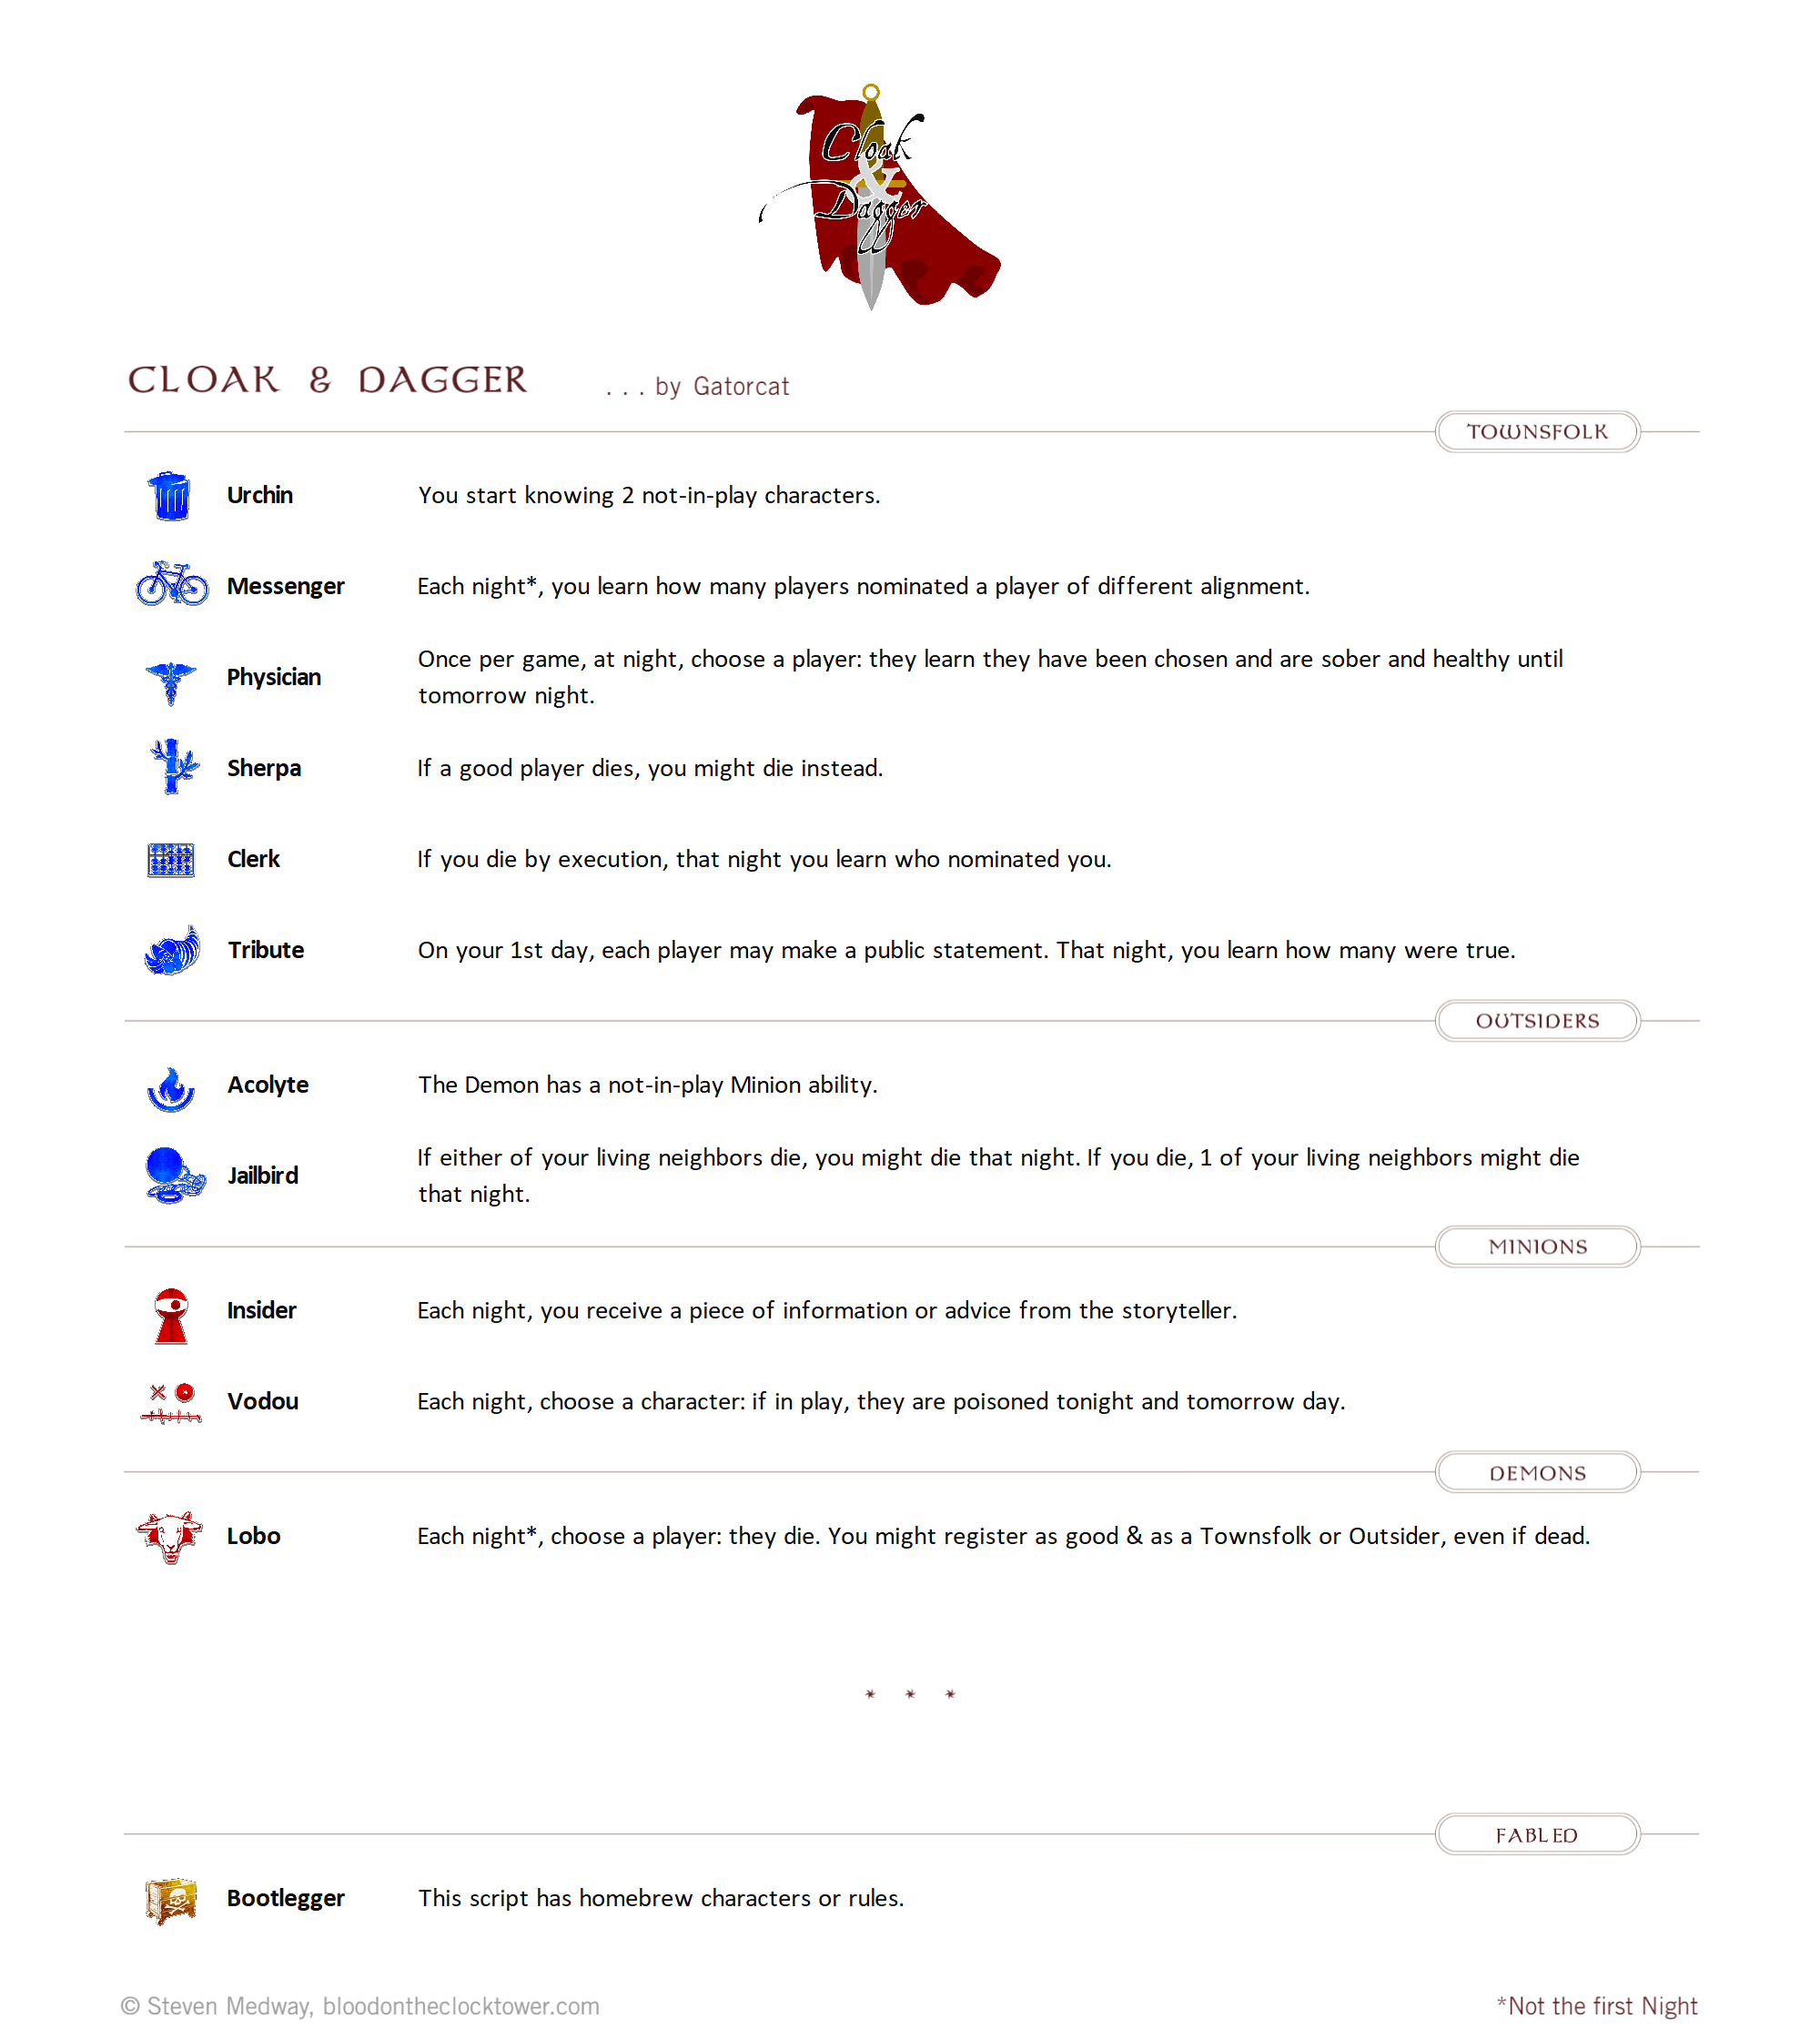 Cloak
&
Dagger
CLOAK & DAGGER . . . by Gatorcat
TOWNSFOLK
Urchin You start knowing 2 not-in-play characters.
Messenger Each night*, you learn how many players nominated a player of different alignment.
Physician Once per game, at night, choose a player: they learn they have been chosen and are sober and healthy until
tomorrow night.
Sherpa If a good player dies, you might die instead.
Clerk If you die by execution, that night you learn who nominated you.
Tribute On your 1st day, each player may make a public statement. That night, you learn how many were true.
OUTSIDERS
Acolyte The Demon has a not-in-play Minion ability.
Jailbird If either of your living neighbors die, you might die that night. If you die, 1 of your living neighbors might die
that night.
MINIONS
Insider Each night, you receive a piece of information or advice from the storyteller.
Vodou Each night, choose a character: if in play, they are poisoned tonight and tomorrow day.
DEMONS
Lobo Each night*, choose a player: they die. You might register as good & as a Townsfolk or Outsider, even if dead.
* * *
FABLED
Bootlegger This script has homebrew characters or rules.
© Steven Medway, bloodontheclocktower.com *Not the first Night